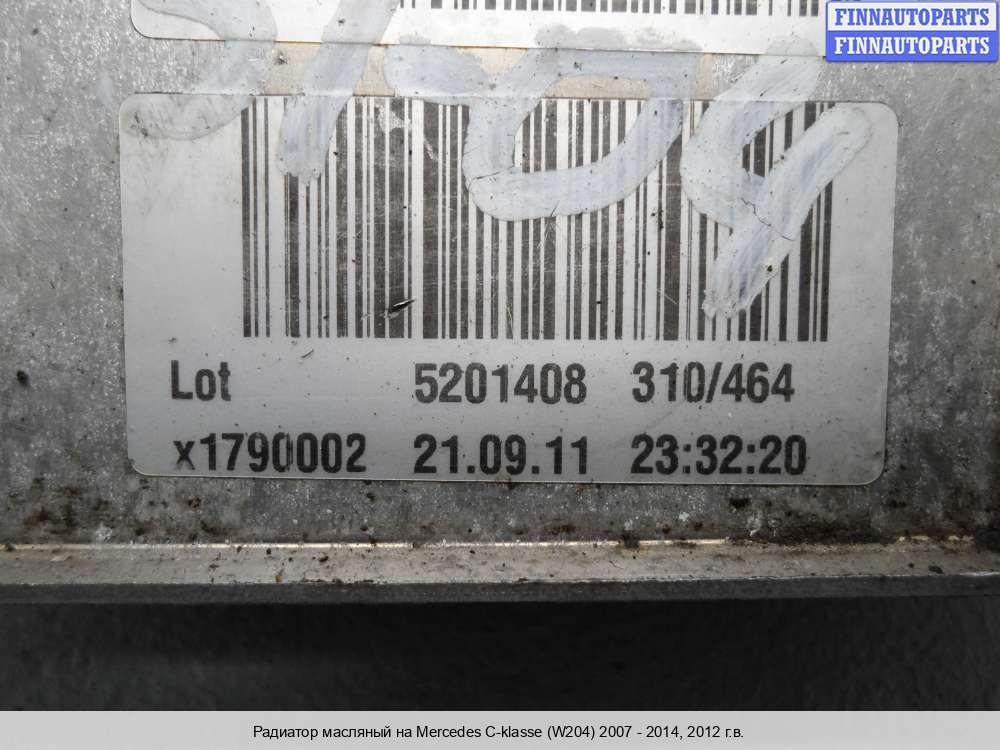 FINNAUTOPARTS
FINNAUTOPARTS
Lot 5201408 310/464
x1790002 21.09.11 23:32:20
Радиатор масляный на Mercedes C-klasse (W204) 2007 - 2014, 2012 г.в.